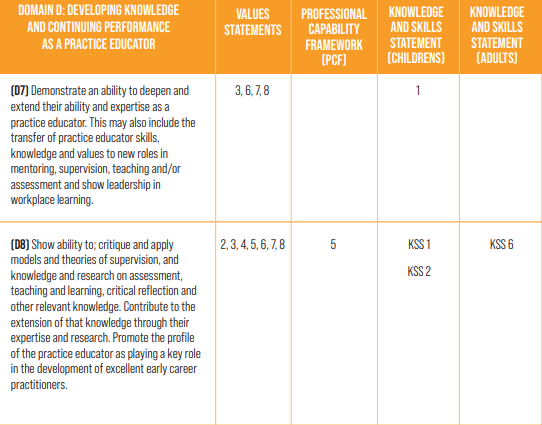 DOMAIN D: DEVELOPING KNOWLEDGE
AND CONTINUING PERFORMANCE
AS A PRACTICE EDUCATOR
VALUES
STATEMENTS
PROFESSIONAL
CAPABILITY
FRAMEWORK
(PCF)
KNOWLEDGE
AND SKILLS
STATEMENT
(CHILDRENS)
KNOWLEDGE
AND SKILLS
STATEMENT
(ADULTS)
(D7) Demonstrate an ability to deepen and
extend their ability and expertise as a
practice educator. This may also include the
transfer of practice educator skills,
knowledge and values to new roles in
mentoring, supervision, teaching and/or
assessment and show leadership in
workplace learning.
3, 6, 7, 8
1
(D8) Show ability to; critique and apply
models and theories of supervision, and
knowledge and research on assessment,
teaching and learning, critical reflection and
other relevant knowledge. Contribute to the
extension of that knowledge through their
expertise and research. Promote the profile
of the practice educator as playing a key role
in the development of excellent early career
practitioners.
2, 3, 4, 5, 6, 7, 8
5
KSS 1
KSS 2
KSS 6